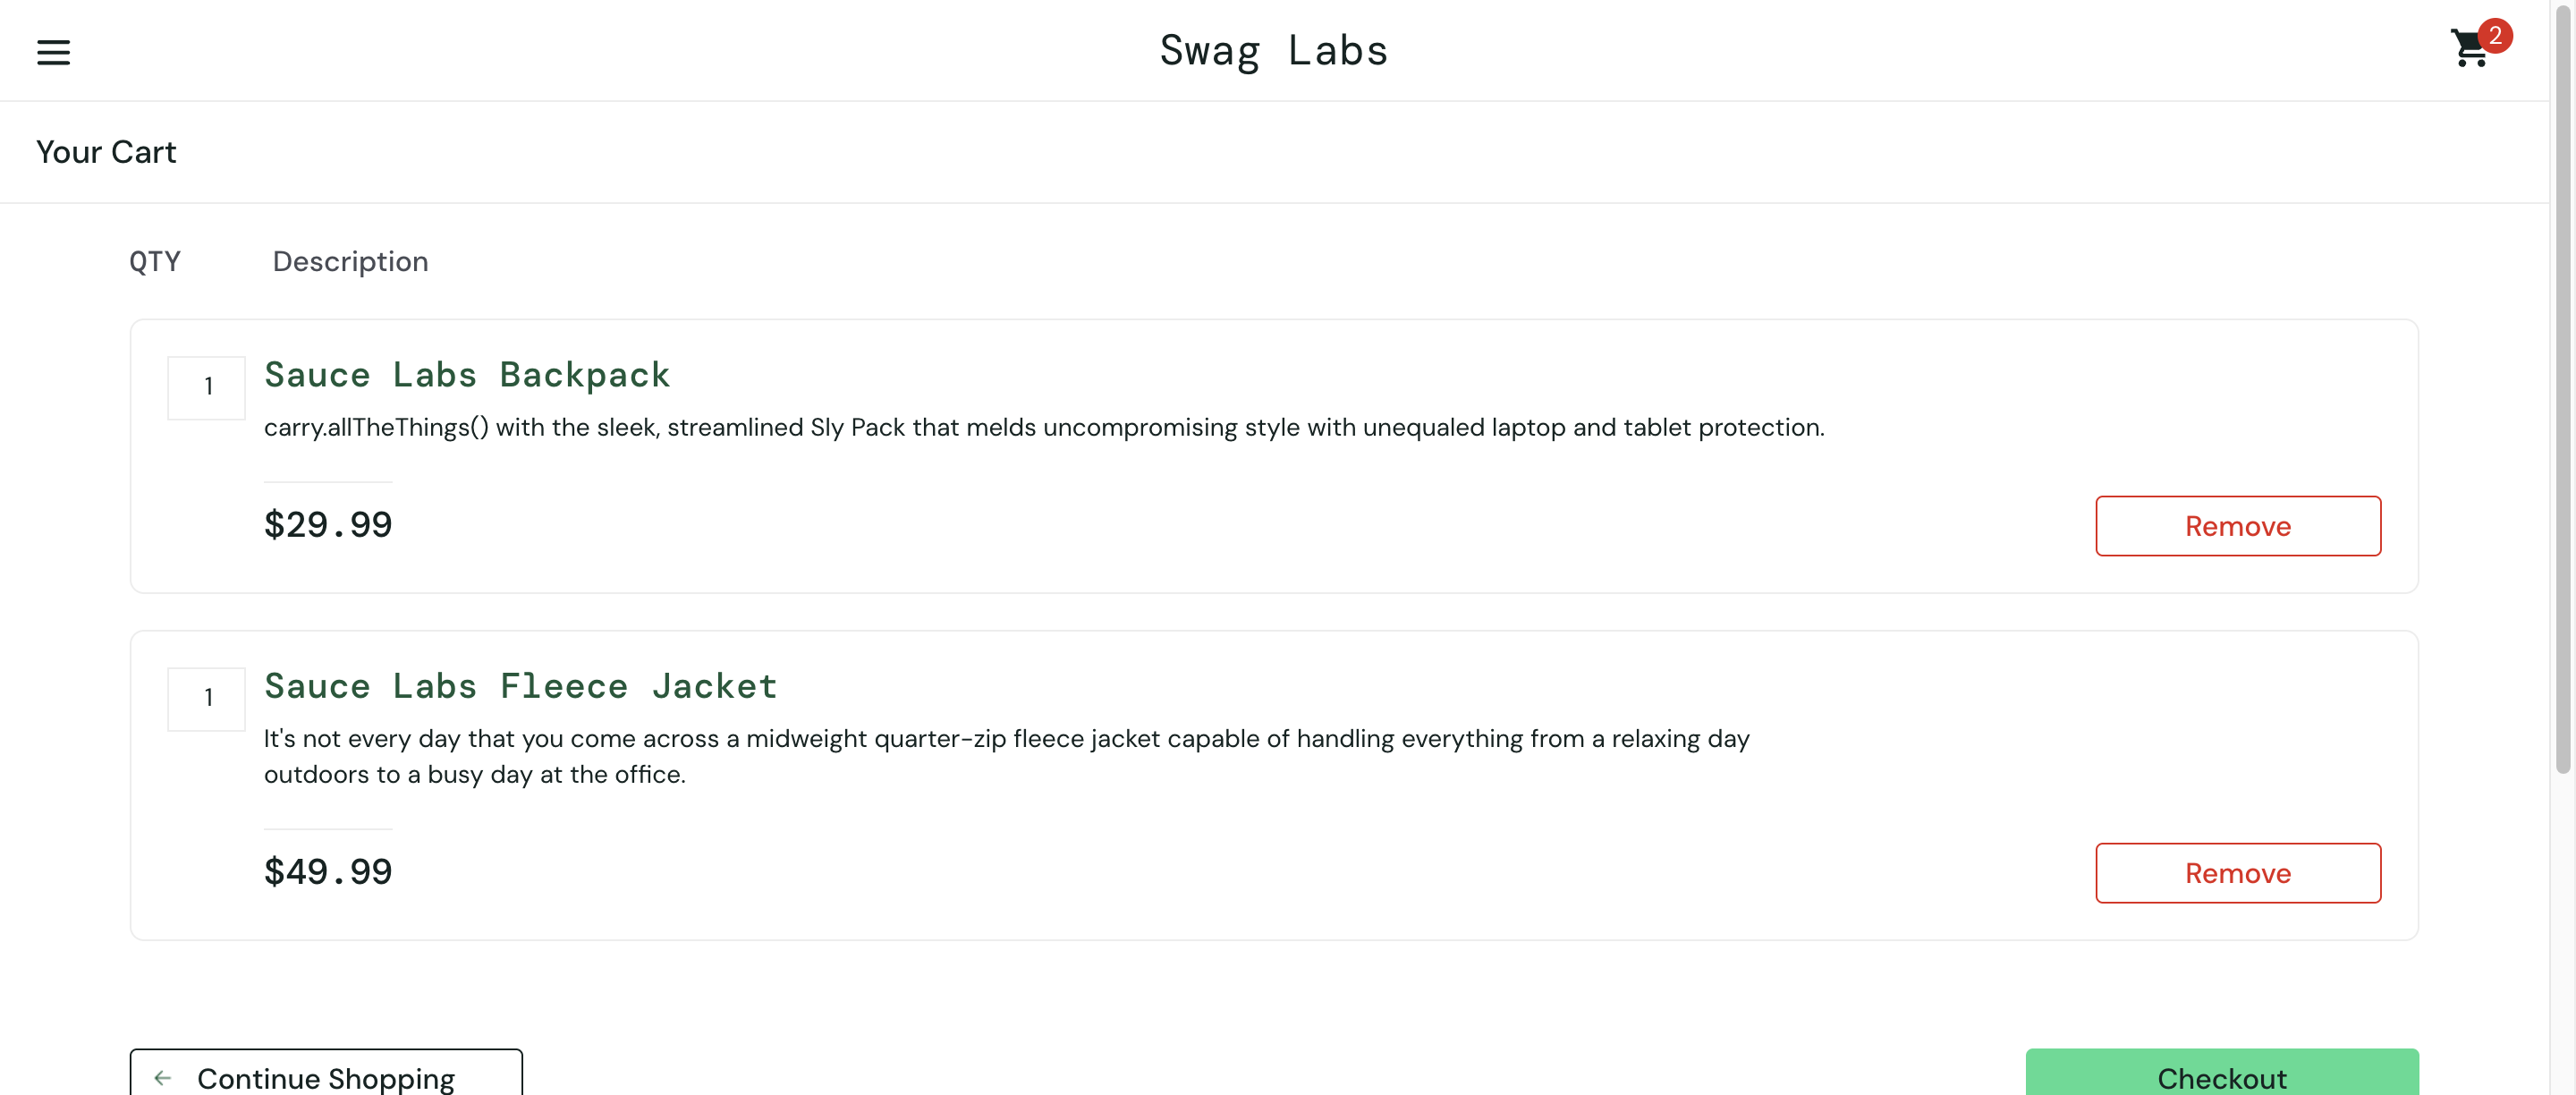 Swag Labs
2
Your Cart
QTY Description
1 Sauce Labs Backpack
carry.allTheThings() with the sleek, streamlined Sly Pack that melds uncompromising style with unequaled laptop and tablet protection.
$29.99
Remove
1 Sauce Labs Fleece Jacket
It's not every day that you come across a midweight quarter-zip fleece jacket capable of handling everything from a relaxing day
outdoors to a busy day at the office.
$49.99
Remove
Continue Shopping
Checkout